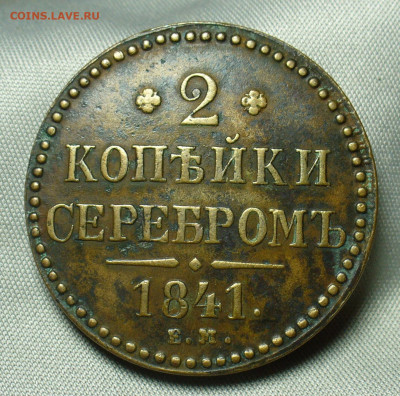 COINS.LAVE.RU
2
КОПѢЙКИ
СЕРЕБРОМЪ
1841.
Е.М.